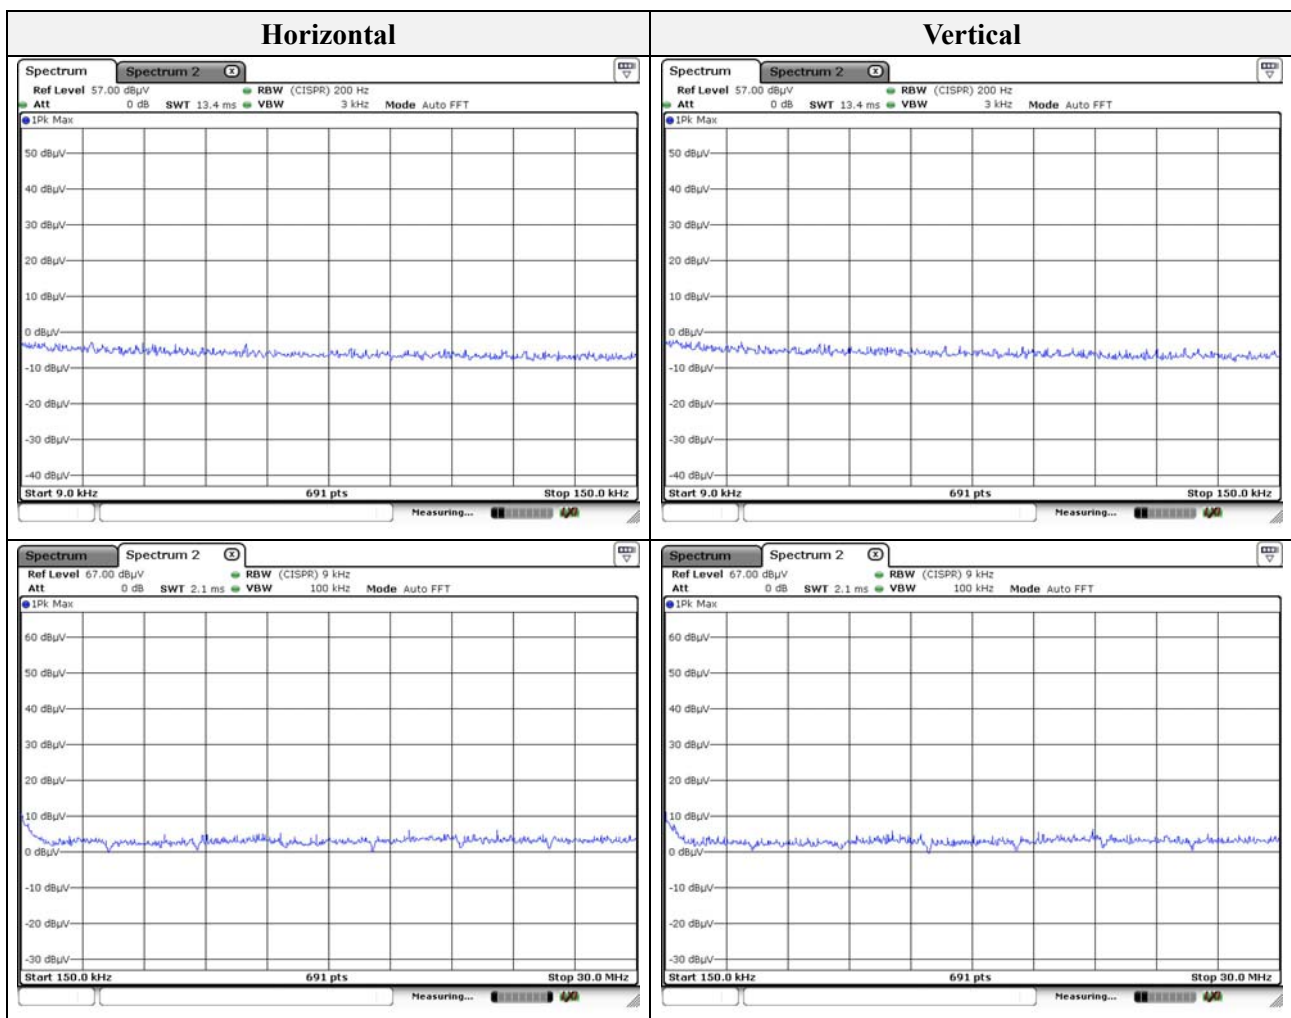 Horizontal
Vertical
Spectrum Spectrum 2 X
Ref Level 57.00 dBµV RBW (CISPR) 200 Hz
Att 0 dB SWT 13.4 ms VBW 3 kHz Mode Auto FFT
1Pk Max
50 dBµV
40 dBµV
30 dBµV
20 dBµV
10 dBµV
0 dBµV
-10 dBµV
-20 dBµV
-30 dBµV
-40 dBµV
Start 9.0 kHz 691 pts Stop 150.0 kHz
Measuring...
Spectrum Spectrum 2 X
Ref Level 57.00 dBµV RBW (CISPR) 200 Hz
Att 0 dB SWT 13.4 ms VBW 3 kHz Mode Auto FFT
1Pk Max
50 dBµV
40 dBµV
30 dBµV
20 dBµV
10 dBµV
0 dBµV
-10 dBµV
-20 dBµV
-30 dBµV
-40 dBµV
Start 9.0 kHz 691 pts Stop 150.0 kHz
Measuring...
Spectrum Spectrum 2 X
Ref Level 67.00 dBµV RBW (CISPR) 9 kHz
Att 0 dB SWT 2.1 ms VBW 100 kHz Mode Auto FFT
1Pk Max
60 dBµV
50 dBµV
40 dBµV
30 dBµV
20 dBµV
10 dBµV
0 dBµV
-10 dBµV
-20 dBµV
-30 dBµV
Start 150.0 kHz 691 pts Stop 30.0 MHz
Measuring...
Spectrum Spectrum 2 X
Ref Level 67.00 dBµV RBW (CISPR) 9 kHz
Att 0 dB SWT 2.1 ms VBW 100 kHz Mode Auto FFT
1Pk Max
60 dBµV
50 dBµV
40 dBµV
30 dBµV
20 dBµV
10 dBµV
0 dBµV
-10 dBµV
-20 dBµV
-30 dBµV
Start 150.0 kHz 691 pts Stop 30.0 MHz
Measuring...